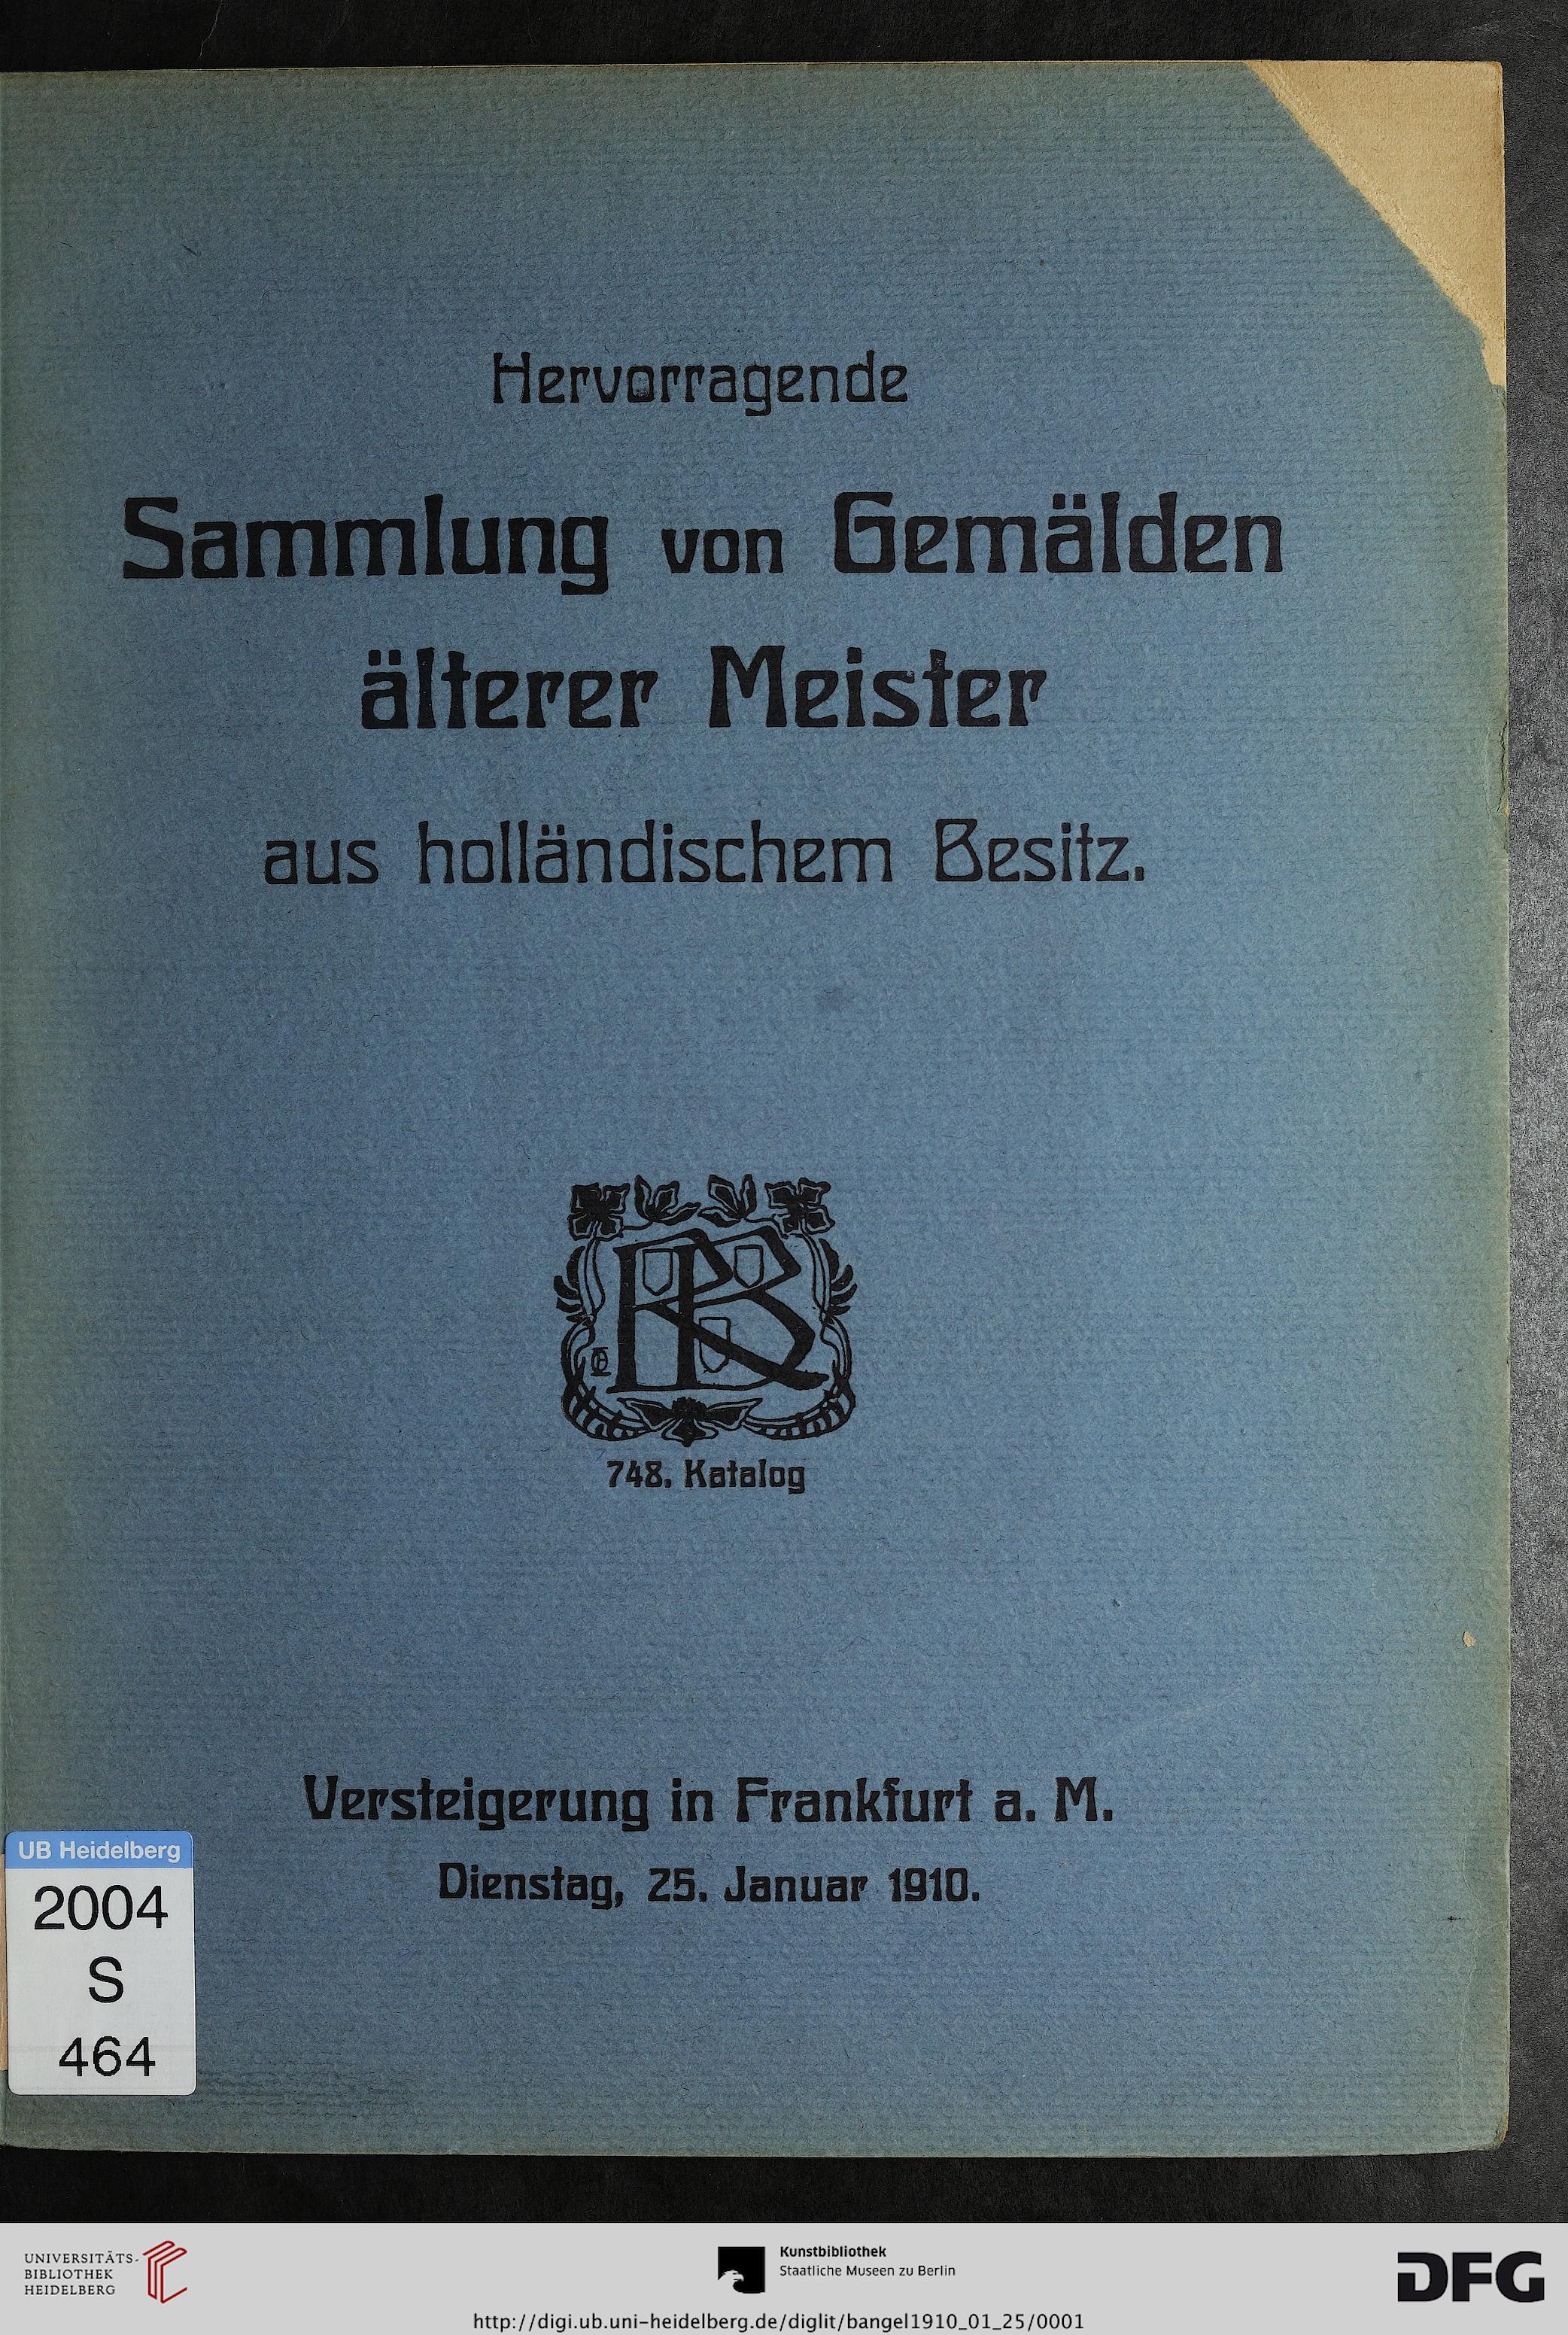 Hervorragende
Sammlung von Gemälden
älterer Meister
aus holländischem Besitz.
748. Katalog
Versteigerung in Frankfurt a. M.
Dienstag, 25. Januar 1910.
UB Heidelberg
2004
S
464
UNIVERSITÄTS-
BIBLIOTHEK
HEIDELBERG
Kunstbibliothek
Staatliche Museen zu Berlin
DFG
http://digi.ub.uni-heidelberg.de/diglit/bangel1910_01_25/0001